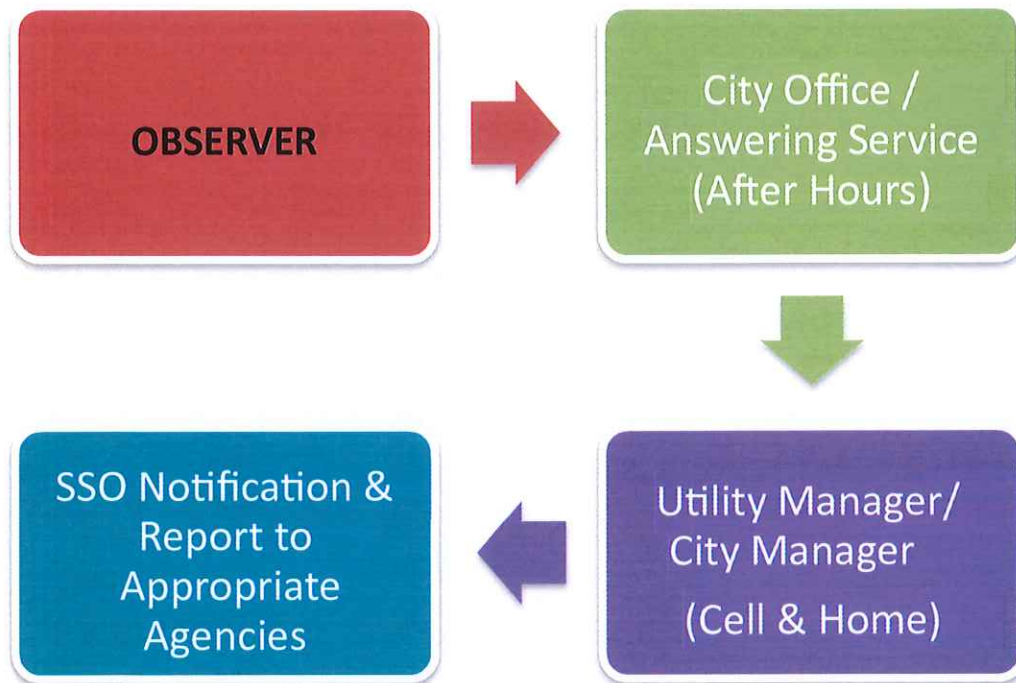 OBSERVER
City Office /
Answering Service
(After Hours)
Utility Manager/
City Manager
(Cell & Home)
SSO Notification &
Report to
Appropriate
Agencies